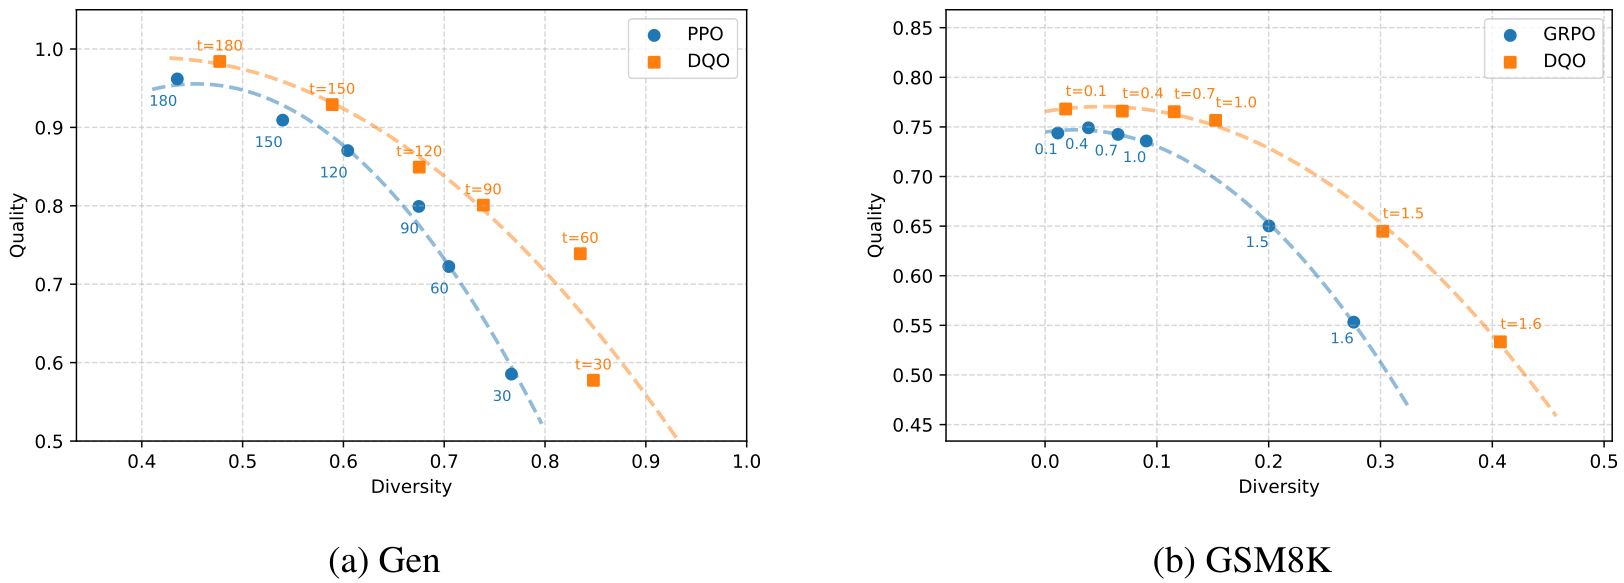 1.0
0.9
0.8
0.7
0.6
0.5
Quality
t=180
t=150
t=120
t=90
t=60
t=30
180
150
120
90
60
30
PPO
DQO
0.4 0.5 0.6 0.7 0.8 0.9 1.0
Diversity
(a) Gen
0.85
0.80
0.75
0.70
0.65
0.60
0.55
0.50
0.45
Quality
t=0.1 t=0.4 t=0.7 t=1.0
t=1.5
t=1.6
0.1 0.4 0.7 1.0
1.5
1.6
GRPO
DQO
0.0 0.1 0.2 0.3 0.4 0.5
Diversity
(b) GSM8K